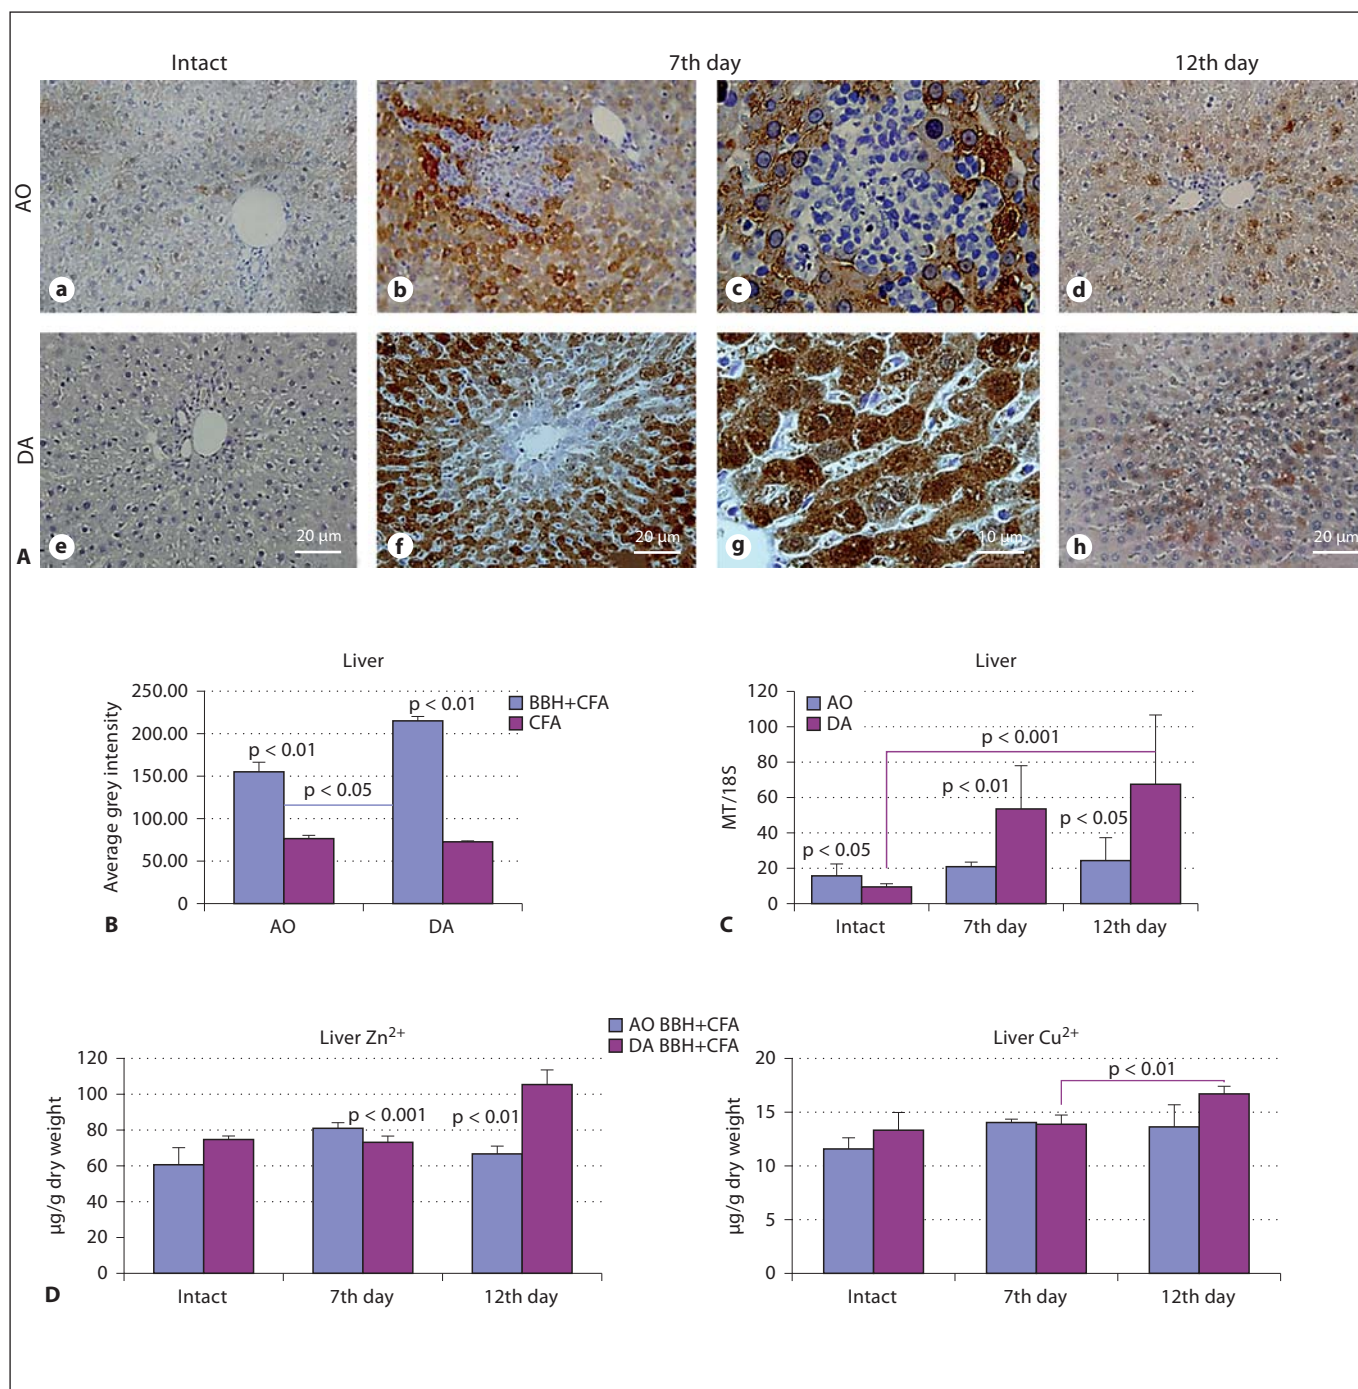 Intact 7th day 12th day
AO
a b c d
DA
A e 20 µm f 20 µm g 10 µm h 20 µm
Liver
Average grey intensity
250.00
200.00
150.00
100.00
50.00
0
p < 0.01
p < 0.05
p < 0.01
BBH+CFA
CFA
AO DA
B
Liver
MT/18S
120
100
80
60
40
20
0
AO
DA
p < 0.001
p < 0.01
p < 0.05
p < 0.05
Intact 7th day 12th day
C
AO BBH+CFA
DA BBH+CFA
Liver Zn²⁺
µg/g dry weight
120
100
80
60
40
20
0
p < 0.001
p < 0.01
Intact 7th day 12th day
D
Liver Cu²⁺
µg/g dry weight
20
15
10
5
0
p < 0.01
Intact 7th day 12th day